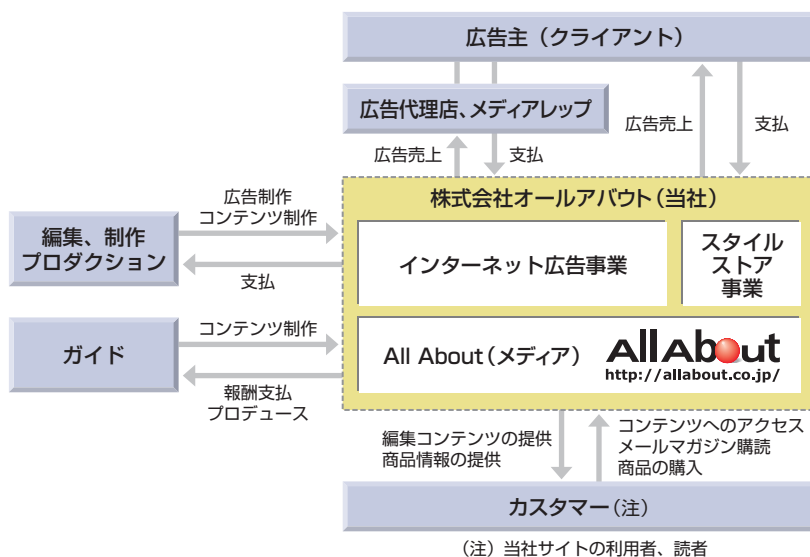 広告主（クライアント）
広告代理店、メディアレップ
広告売上
支払
広告売上
支払
株式会社オールアバウト（当社）
広告制作
コンテンツ制作
編集、制作
プロダクション
支払
インターネット広告事業
スタイル
ストア
事業
コンテンツ制作
ガイド
報酬支払
プロデュース
All About（メディア）
AllAbout
http://allabout.co.jp/
編集コンテンツの提供
商品情報の提供
コンテンツへのアクセス
メールマガジン購読
商品の購入
カスタマー（注）
（注）当社サイトの利用者、読者